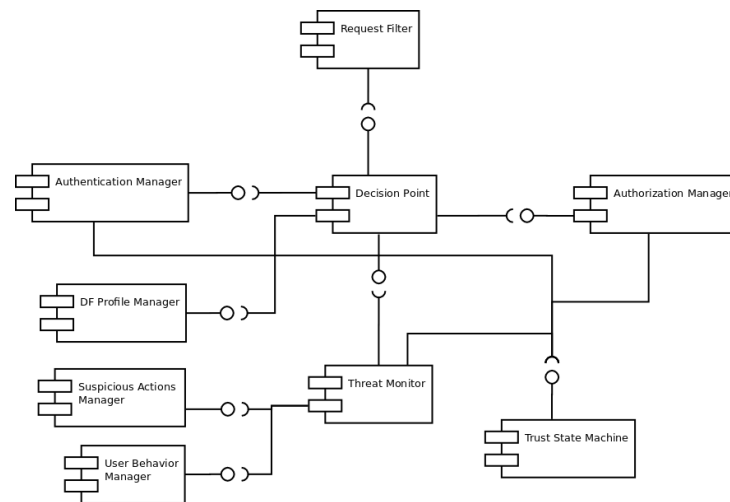 Request Filter
Authentication Manager
Decision Point
Authorization Manager
DF Profile Manager
Suspicious Actions
Manager
Threat Monitor
User Behavior
Manager
Trust State Machine